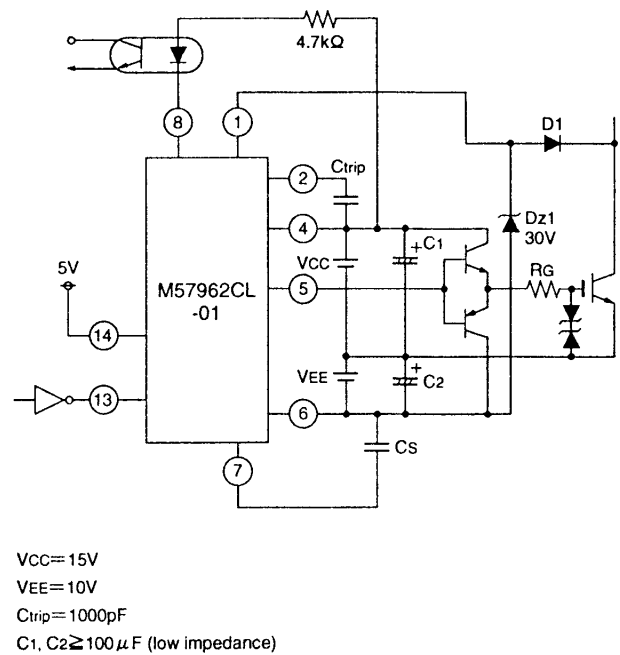 4.7kΩ
8
1
D1
2
Ctrip
4
+
C1
Dz1
30V
5V
VCC
M57962CL
-01
5
RG
14
VEE
+
C2
13
6
7
CS
VCC=15V
VEE=10V
Ctrip=1000pF
C1, C2≧100μF (low impedance)